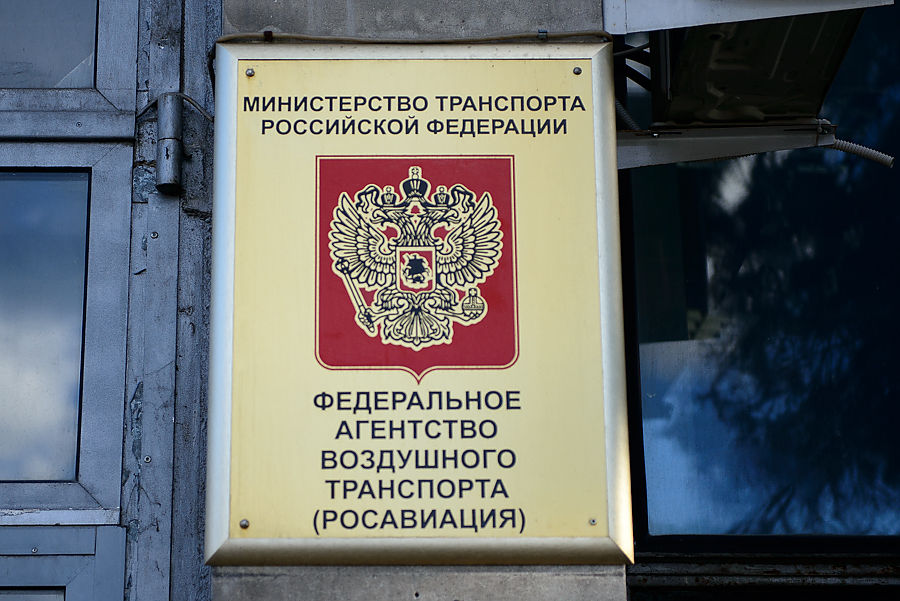 МИНИСТЕРСТВО ТРАНСПОРТА
РОССИЙСКОЙ ФЕДЕРАЦИИ
ФЕДЕРАЛЬНОЕ
АГЕНТСТВО
ВОЗДУШНОГО
ТРАНСПОРТА
(РОСАВИАЦИЯ)